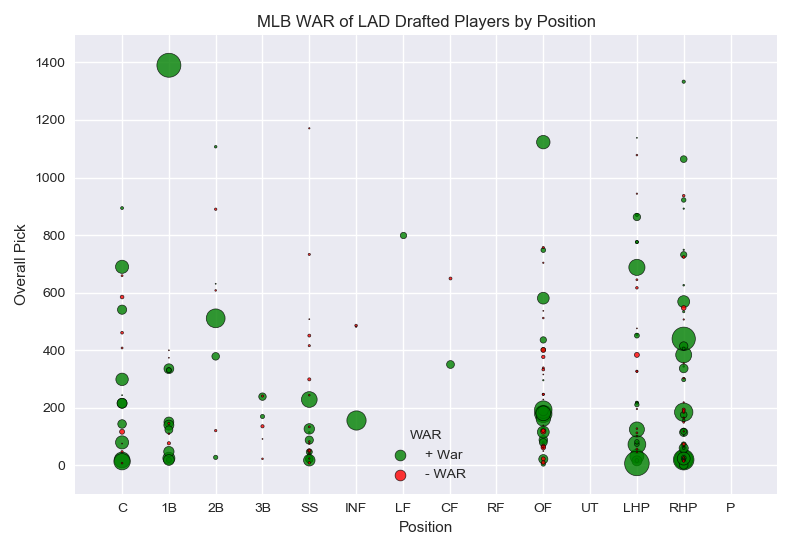 MLB WAR of LAD Drafted Players by Position
1400
1200
1000
800
600
400
200
0
Overall Pick
WAR
+ War
- WAR
C 1B 2B 3B SS INF LF CF RF OF UT LHP RHP P
Position